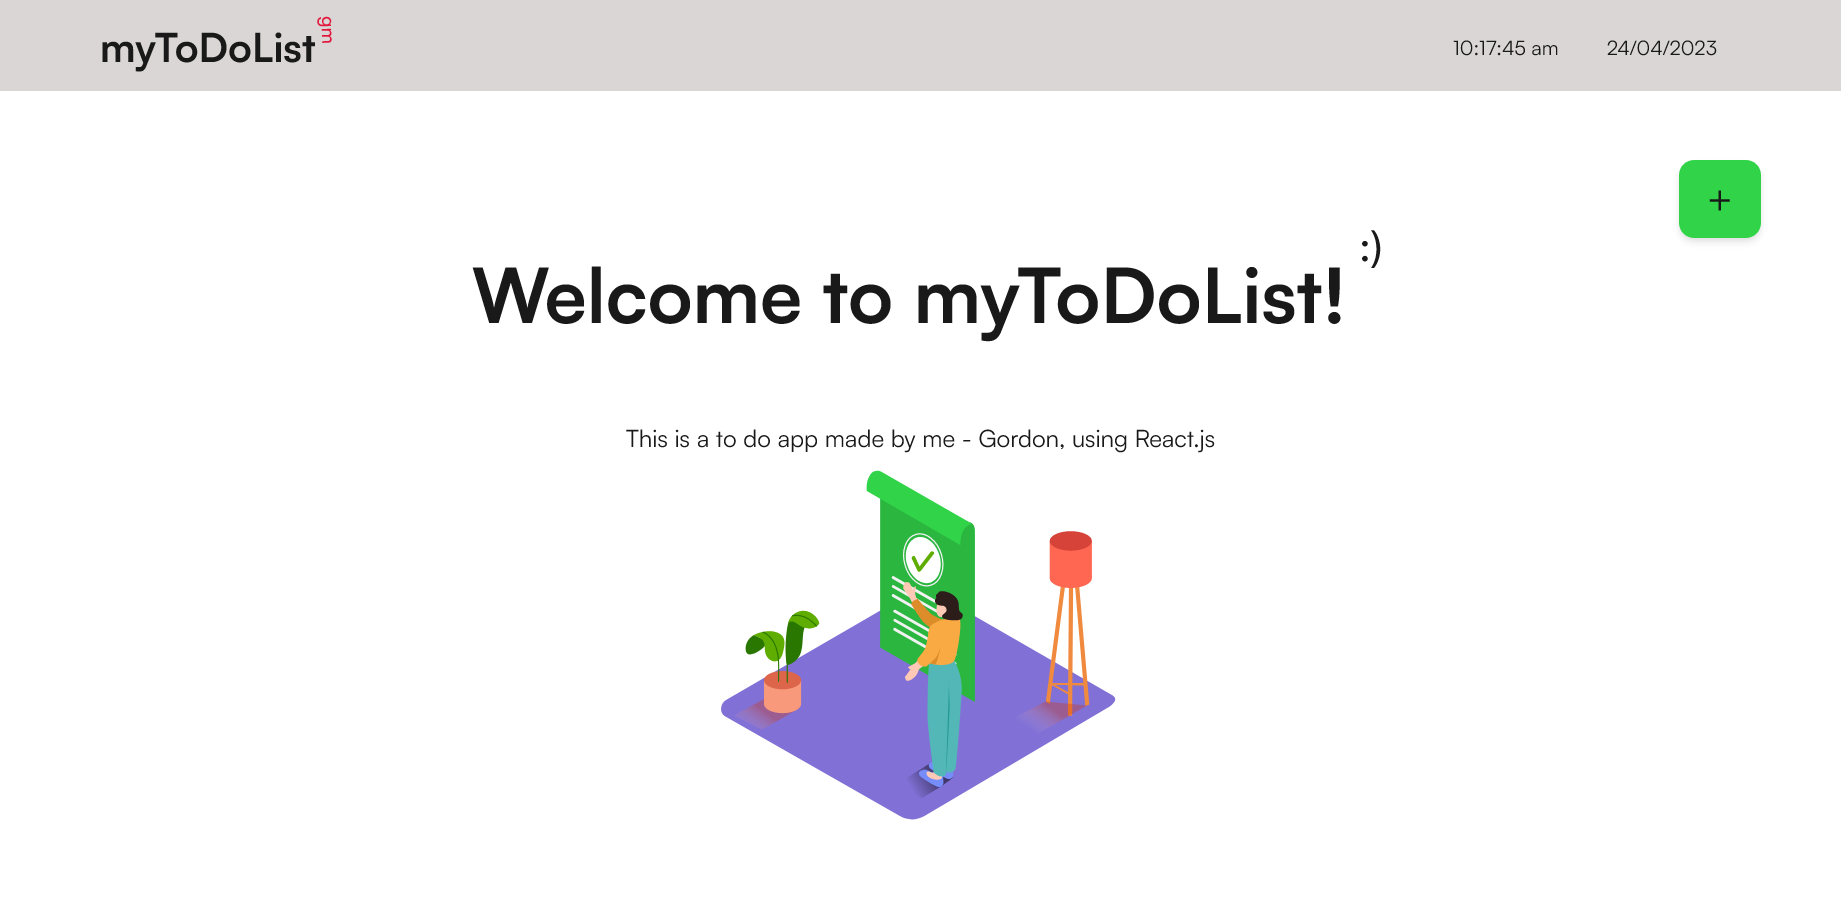 myToDoList gm
10:17:45 am 24/04/2023
+
Welcome to myToDoList! :)
This is a to do app made by me - Gordon, using React.js